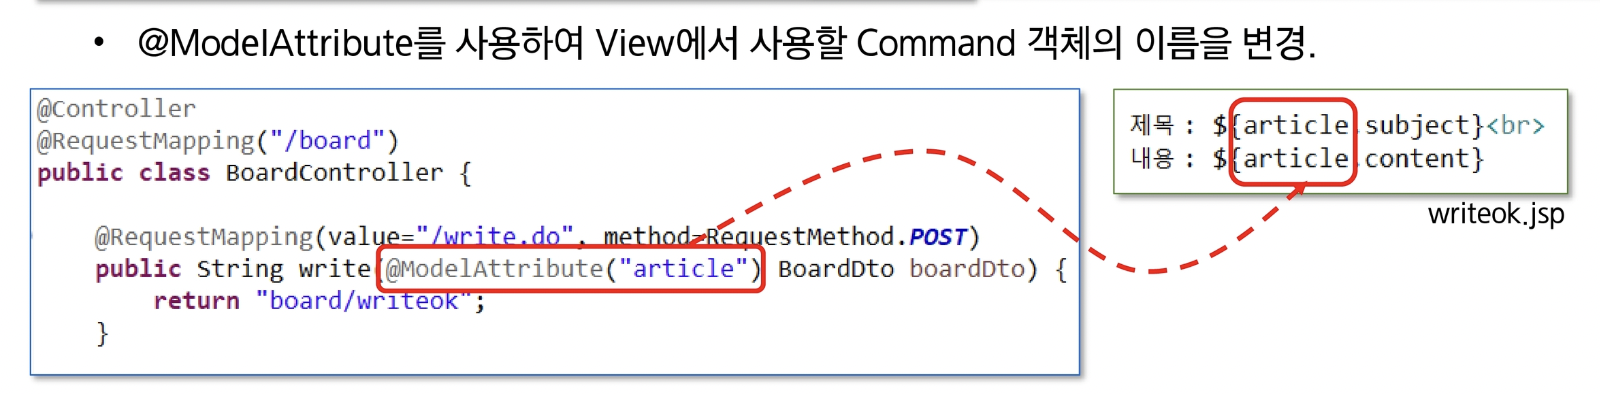 • @ModelAttribute를 사용하여 View에서 사용할 Command 객체의 이름을 변경.
@Controller
@RequestMapping("/board")
public class BoardController {
@RequestMapping(value="/write.do", method=RequestMethod.POST)
public String write(@ModelAttribute("article") BoardDto boardDto) {
return "board/writeok";
}
제목 : ${article.subject}<br>
내용 : ${article.content}
writeok.jsp